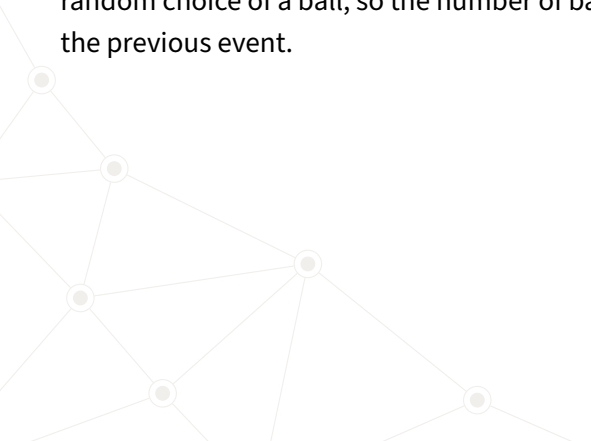 random choice of a ball, so the number of
the previous event.